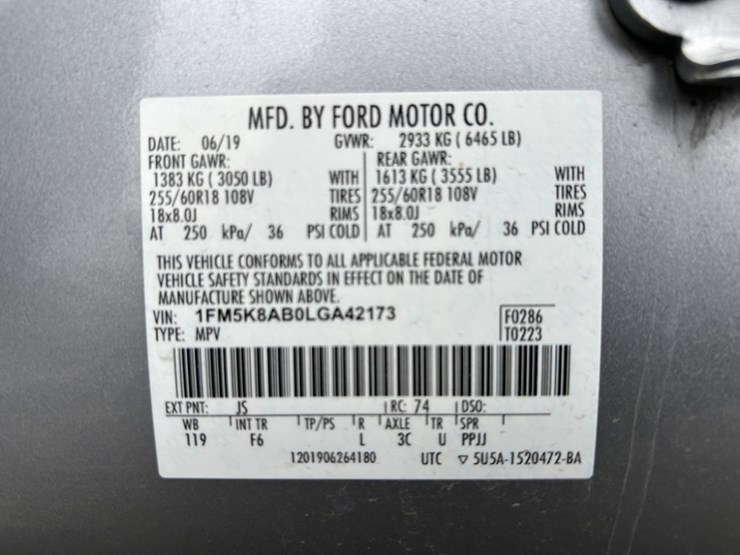 MFD. BY FORD MOTOR CO.
DATE: 06/19 GVWR: 2933 KG ( 6465 LB)
FRONT GAWR: REAR GAWR:
1383 KG ( 3050 LB) WITH 1613 KG ( 3555 LB) WITH
255/60R18 108V TIRES 255/60R18 108V TIRES
18x8.0J RIMS 18x8.0J RIMS
AT 250 kPa/ 36 PSI COLD AT 250 kPa/ 36 PSI COLD
THIS VEHICLE CONFORMS TO ALL APPLICABLE FEDERAL MOTOR
VEHICLE SAFETY STANDARDS IN EFFECT ON THE DATE OF
MANUFACTURE SHOWN ABOVE.
VIN: 1FM5K8AB0LGA42173 F0286
TYPE: MPV T0223
EXT PNT: JS RC: 74 DSO:
WB INT TR TP/PS R AXLE TR SPR
119 F6 L 3C U PPJJ
1201906264180 UTC ▽ 5U5A-1520472-BA